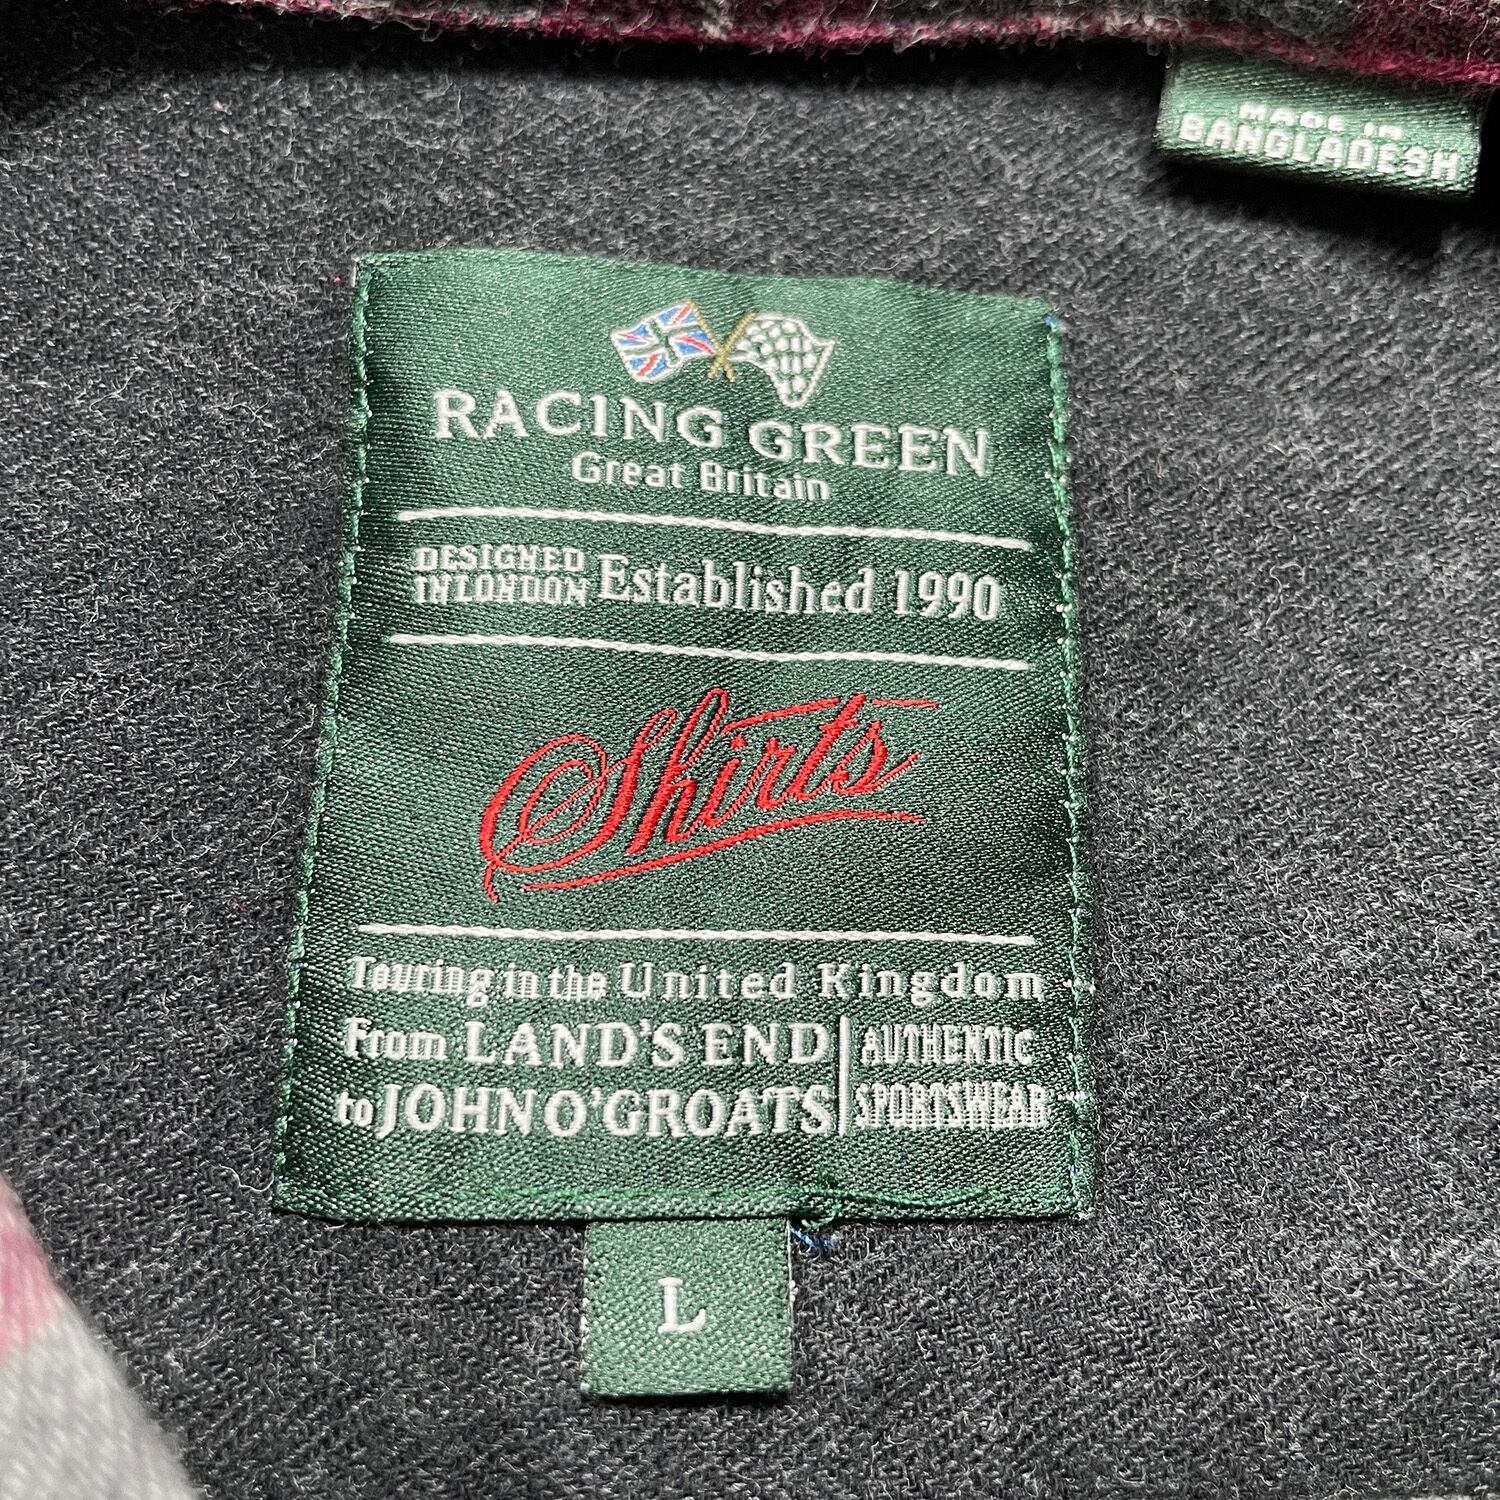 MADE IN
BANGLADESH
RACING GREEN
Great Britain
DESIGNED
IN LONDON
Established 1990
Shirts
Touring in the United Kingdom
From LAND'S END
to JOHN O'GROATS
AUTHENTIC
SPORTSWEAR
L